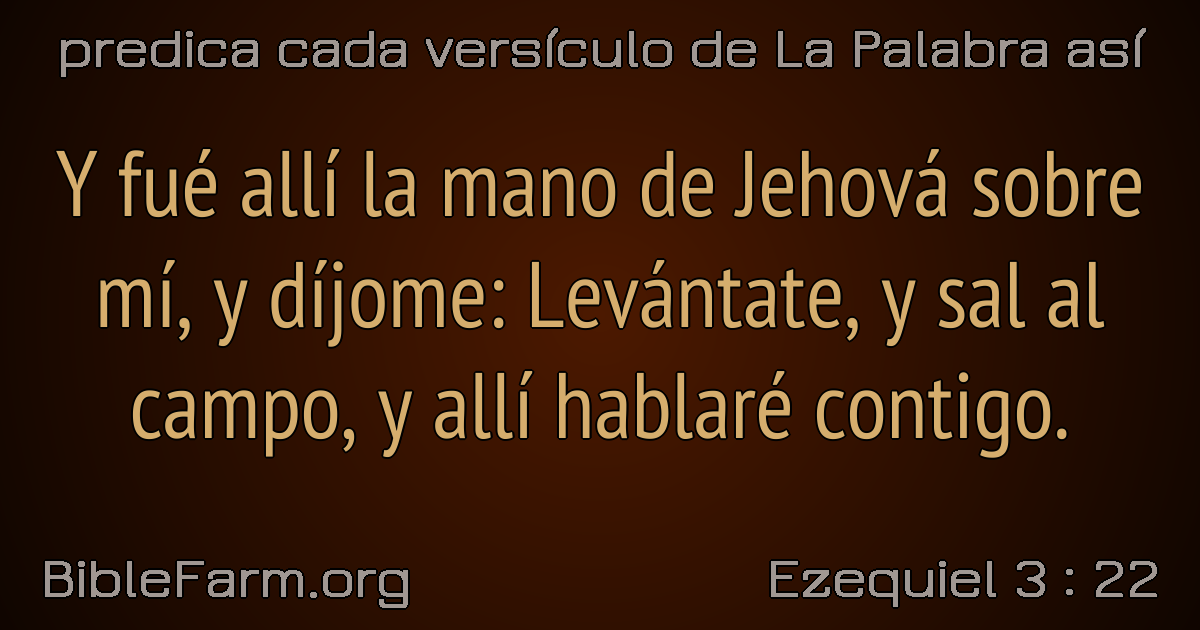 predica cada versículo de La Palabra así
Y fué allí la mano de Jehová sobre
mí, y díjome: Levántate, y sal al
campo, y allí hablaré contigo.
BibleFarm.org
Ezequiel 3 : 22